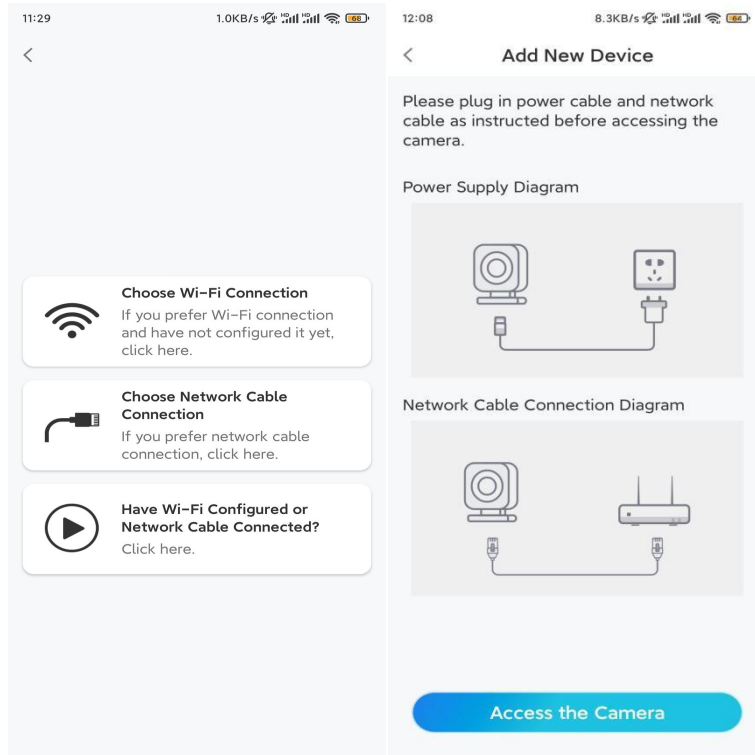 11:29
1.0KB/s HD HD 68
Choose Wi-Fi Connection
If you prefer Wi-Fi connection
and have not configured it yet,
click here.
Choose Network Cable
Connection
If you prefer network cable
connection, click here.
Have Wi-Fi Configured or
Network Cable Connected?
Click here.
12:08
8.3KB/s HD HD 64
Add New Device
Please plug in power cable and network
cable as instructed before accessing the
camera.
Power Supply Diagram
Network Cable Connection Diagram
Access the Camera